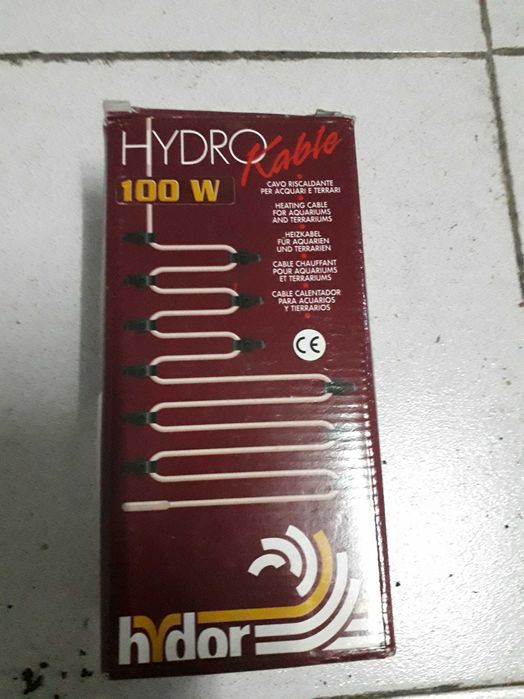 HYDRO
Kable
100 W
CAVO RISCALDANTE
PER ACQUARI E TERRARI
HEATING CABLE
FOR AQUARIUMS
AND TERRARIUMS
HEIZKABEL
FÜR AQUARIEN
UND TERRARIEN
CABLE CHAUFFANT
POUR AQUARIUMS
ET TERRARIUMS
CABLE CALENTADOR
PARA ACUARIOS
Y TIERRARIOS
CE
hydor